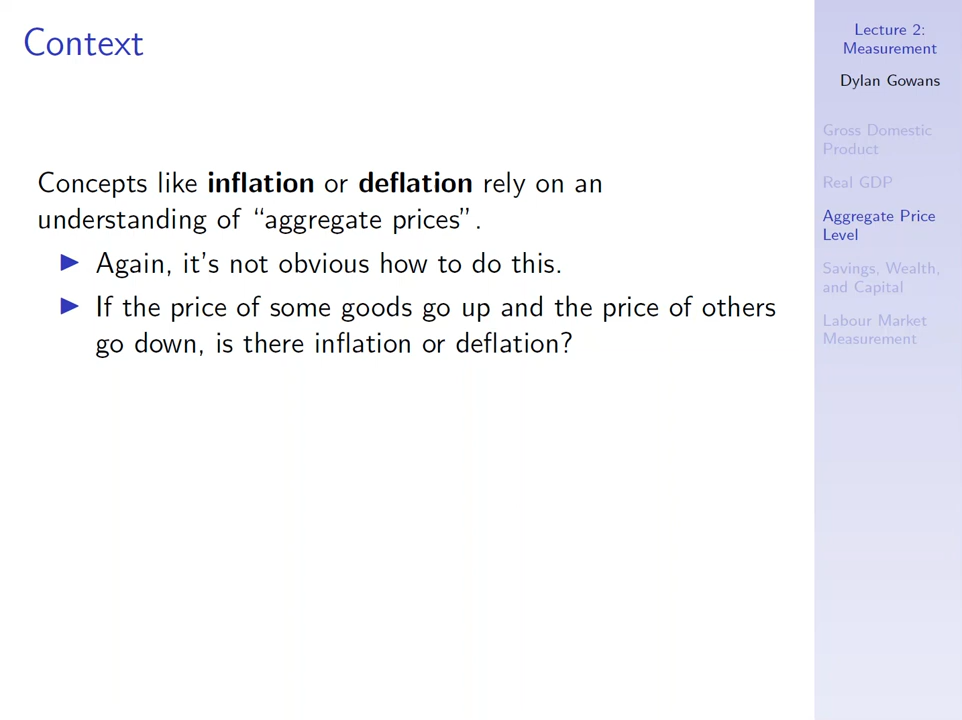 Context
Concepts like inflation or deflation rely on an
understanding of “aggregate prices”.
▶ Again, it’s not obvious how to do this.
▶ If the price of some goods go up and the price of others
go down, is there inflation or deflation?
Lecture 2:
Measurement
Dylan Gowans
Gross Domestic
Product
Real GDP
Aggregate Price
Level
Savings, Wealth,
and Capital
Labour Market
Measurement